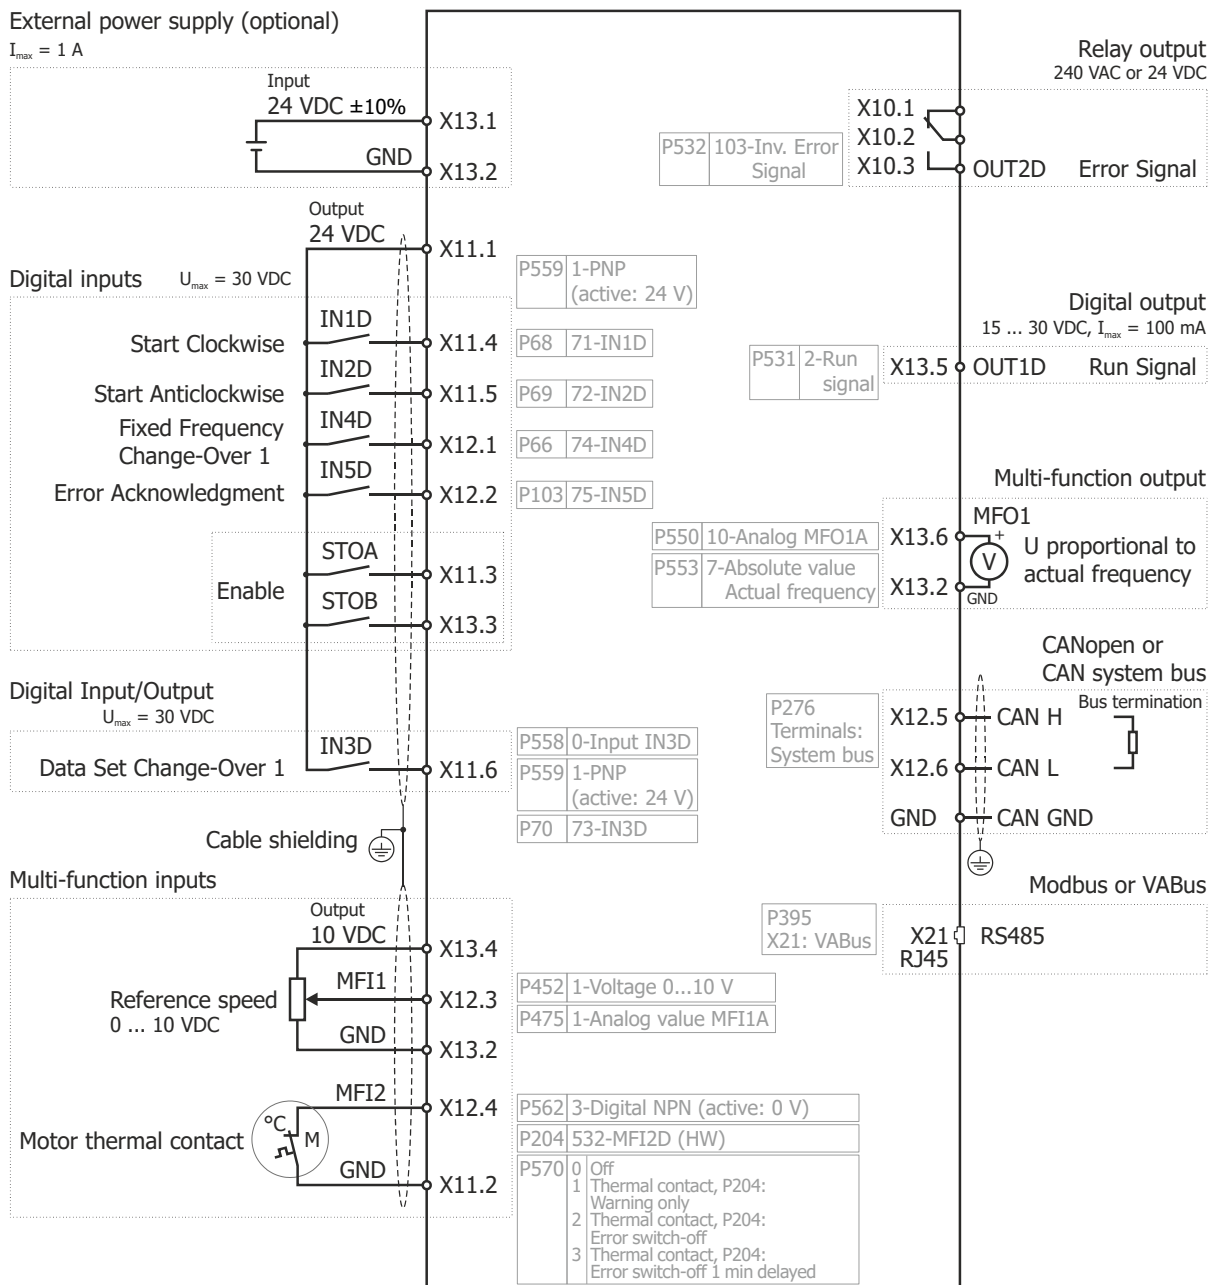 External power supply (optional)
Imax = 1 A
Input
24 VDC ±10%
X13.1
GND
X13.2
Output
24 VDC
X11.1
P559 1-PNP
(active: 24 V)
Digital inputs Umax = 30 VDC
IN1D
Start Clockwise
X11.4
P68 71-IN1D
IN2D
Start Anticlockwise
X11.5
P69 72-IN2D
Fixed Frequency
Change-Over 1
IN4D
X12.1
P66 74-IN4D
IN5D
Error Acknowledgment
X12.2
P103 75-IN5D
Enable
STOA
X11.3
STOB
X13.3
Digital Input/Output
Umax = 30 VDC
IN3D
Data Set Change-Over 1
X11.6
P558 0-Input IN3D
P559 1-PNP
(active: 24 V)
P70 73-IN3D
Cable shielding
Multi-function inputs
Output
10 VDC
X13.4
MFI1
Reference speed
0 ... 10 VDC
X12.3
P452 1-Voltage 0...10 V
P475 1-Analog value MFI1A
GND
X13.2
MFI2
X12.4
P562 3-Digital NPN (active: 0 V)
P204 532-MFI2D (HW)
Motor thermal contact
°C
M
GND
X11.2
P570 0 Off
1 Thermal contact, P204:
Warning only
2 Thermal contact, P204:
Error switch-off
3 Thermal contact, P204:
Error switch-off 1 min delayed
Relay output
240 VAC or 24 VDC
X10.1
X10.2
X10.3
P532 103-Inv. Error
Signal
OUT2D Error Signal
Digital output
15 ... 30 VDC, Imax = 100 mA
P531 2-Run
signal
X13.5 OUT1D Run Signal
Multi-function output
MFO1
P550 10-Analog MFO1A
X13.6
+
V
U proportional to
actual frequency
P553 7-Absolute value
Actual frequency
X13.2
GND
CANopen or
CAN system bus
Bus termination
P276
Terminals:
System bus
X12.5 CAN H
X12.6 CAN L
GND CAN GND
Modbus or VABus
P395
X21: VABus
X21
RJ45
RS485